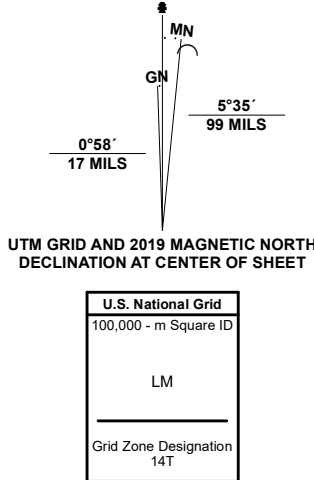 MN
GN
5°35´
99 MILS
0°58´
17 MILS
UTM GRID AND 2019 MAGNETIC NORTH
DECLINATION AT CENTER OF SHEET
U.S. National Grid
100,000 - m Square ID
LM
Grid Zone Designation
14T